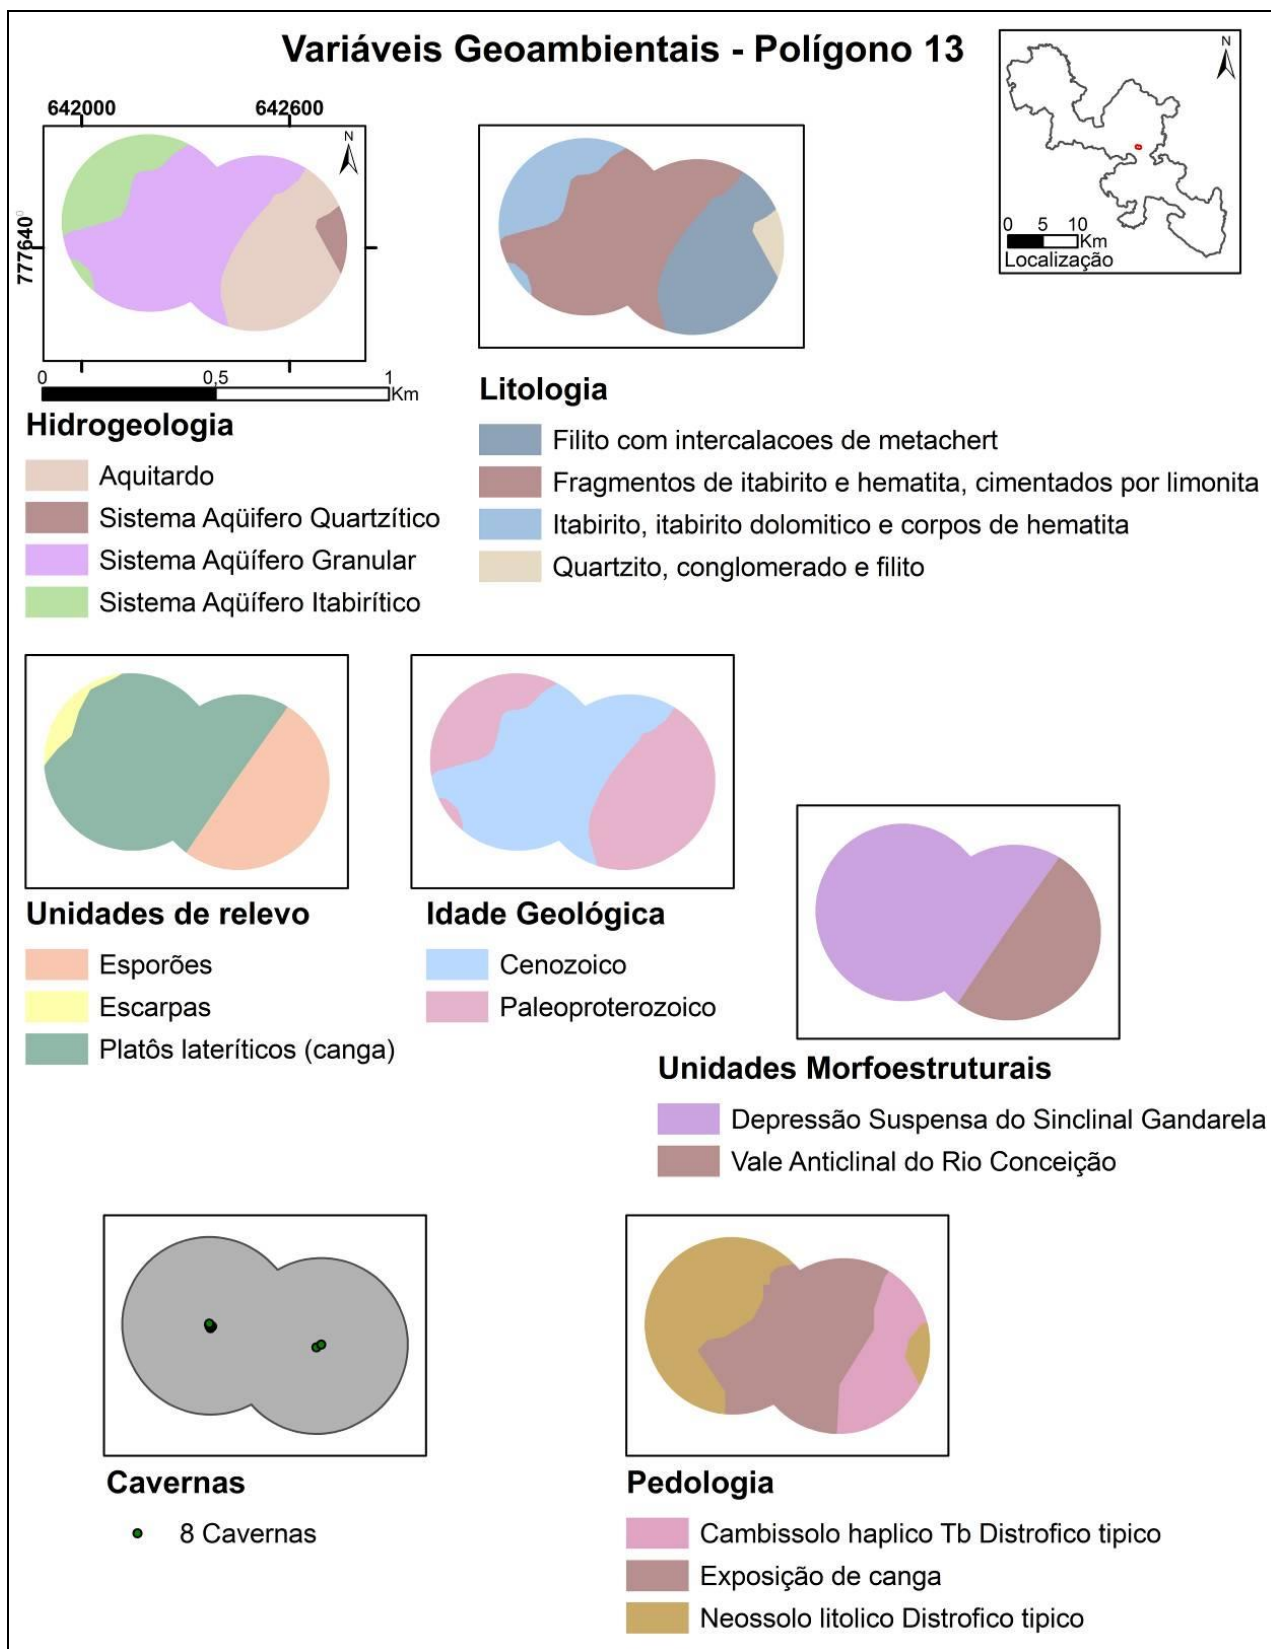 Variáveis Geoambientais - Polígono 13
N
0 5 10
Km
Localização
642000 642600
N
777640
0 0,5 1
Km
Hidrogeologia
Aquitardo
Sistema Aqüifero Quartzítico
Sistema Aqüífero Granular
Sistema Aqüífero Itabirítico
Litologia
Filito com intercalacoes de metachert
Fragmentos de itabirito e hematita, cimentados por limonita
Itabirito, itabirito dolomitico e corpos de hematita
Quartzito, conglomerado e filito
Unidades de relevo
Esporões
Escarpas
Platôs lateríticos (canga)
Idade Geológica
Cenozoico
Paleoproterozoico
Unidades Morfoestruturais
Depressão Suspensa do Sinclinal Gandarela
Vale Anticlinal do Rio Conceição
Cavernas
8 Cavernas
Pedologia
Cambissolo haplico Tb Distrofico tipico
Exposição de canga
Neossolo litolico Distrofico tipico